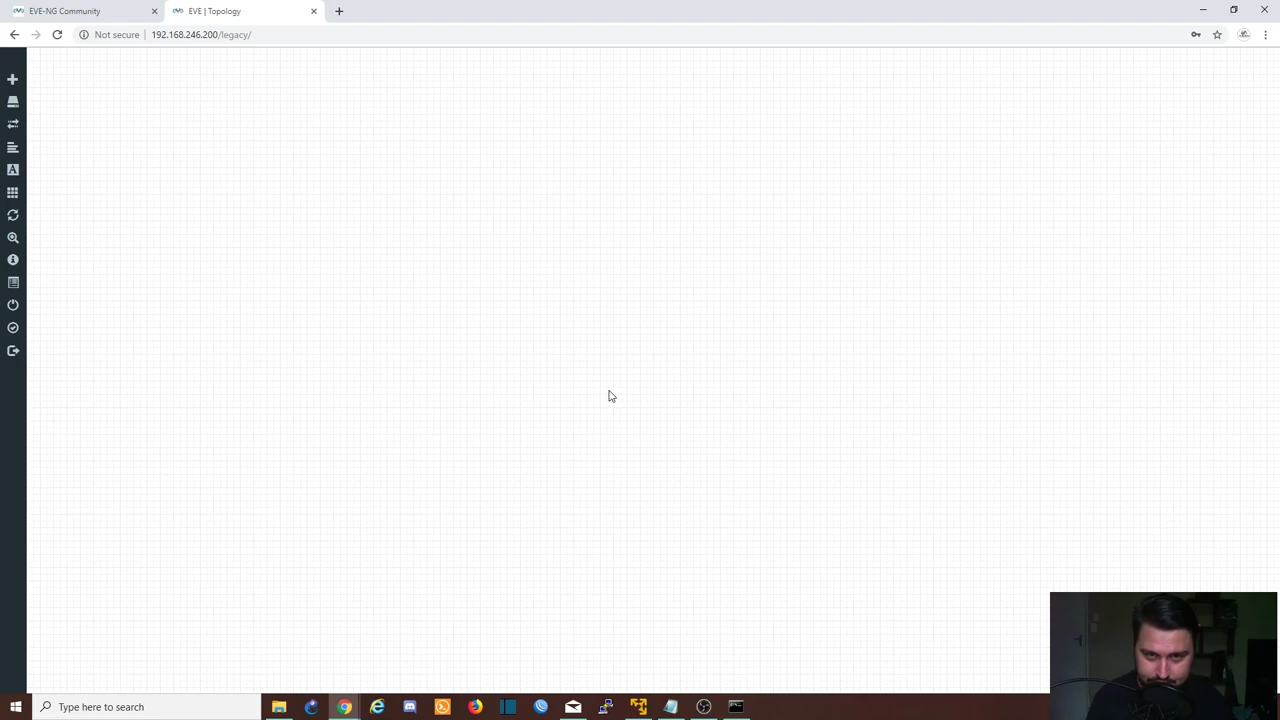 EVE-NG Community
EVE | Topology
Not secure
192.168.246.200/legacy/
A
Type here to search